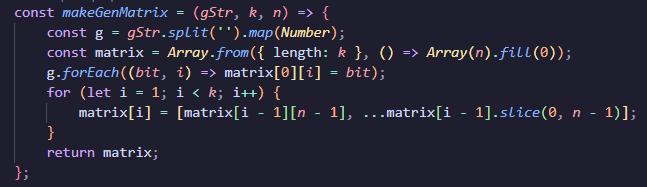 const makeGenMatrix = (gStr, k, n) => {
    const g = gStr.split('').map(Number);
    const matrix = Array.from({ length: k }, () => Array(n).fill(0));
    g.forEach((bit, i) => matrix[0][i] = bit);
    for (let i = 1; i < k; i++) {
        matrix[i] = [matrix[i - 1][n - 1], ...matrix[i - 1].slice(0, n - 1)];
    }
    return matrix;
};